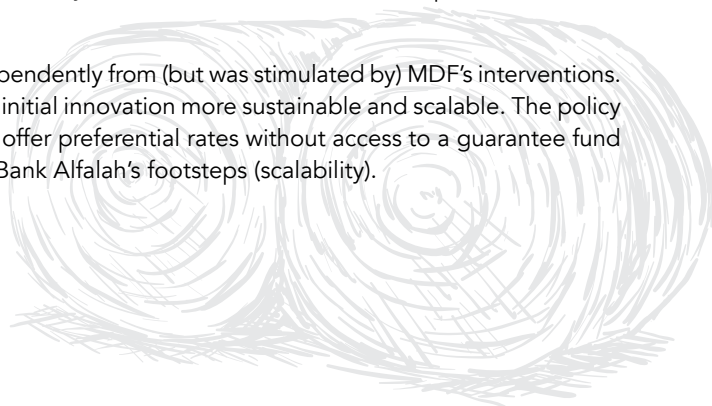 pendently from (but was stimulated by) MDF's interventions.
initial innovation more sustainable and scalable. The policy
offer preferential rates without access to a guarantee fund
Bank Alfalah's footsteps (scalability).